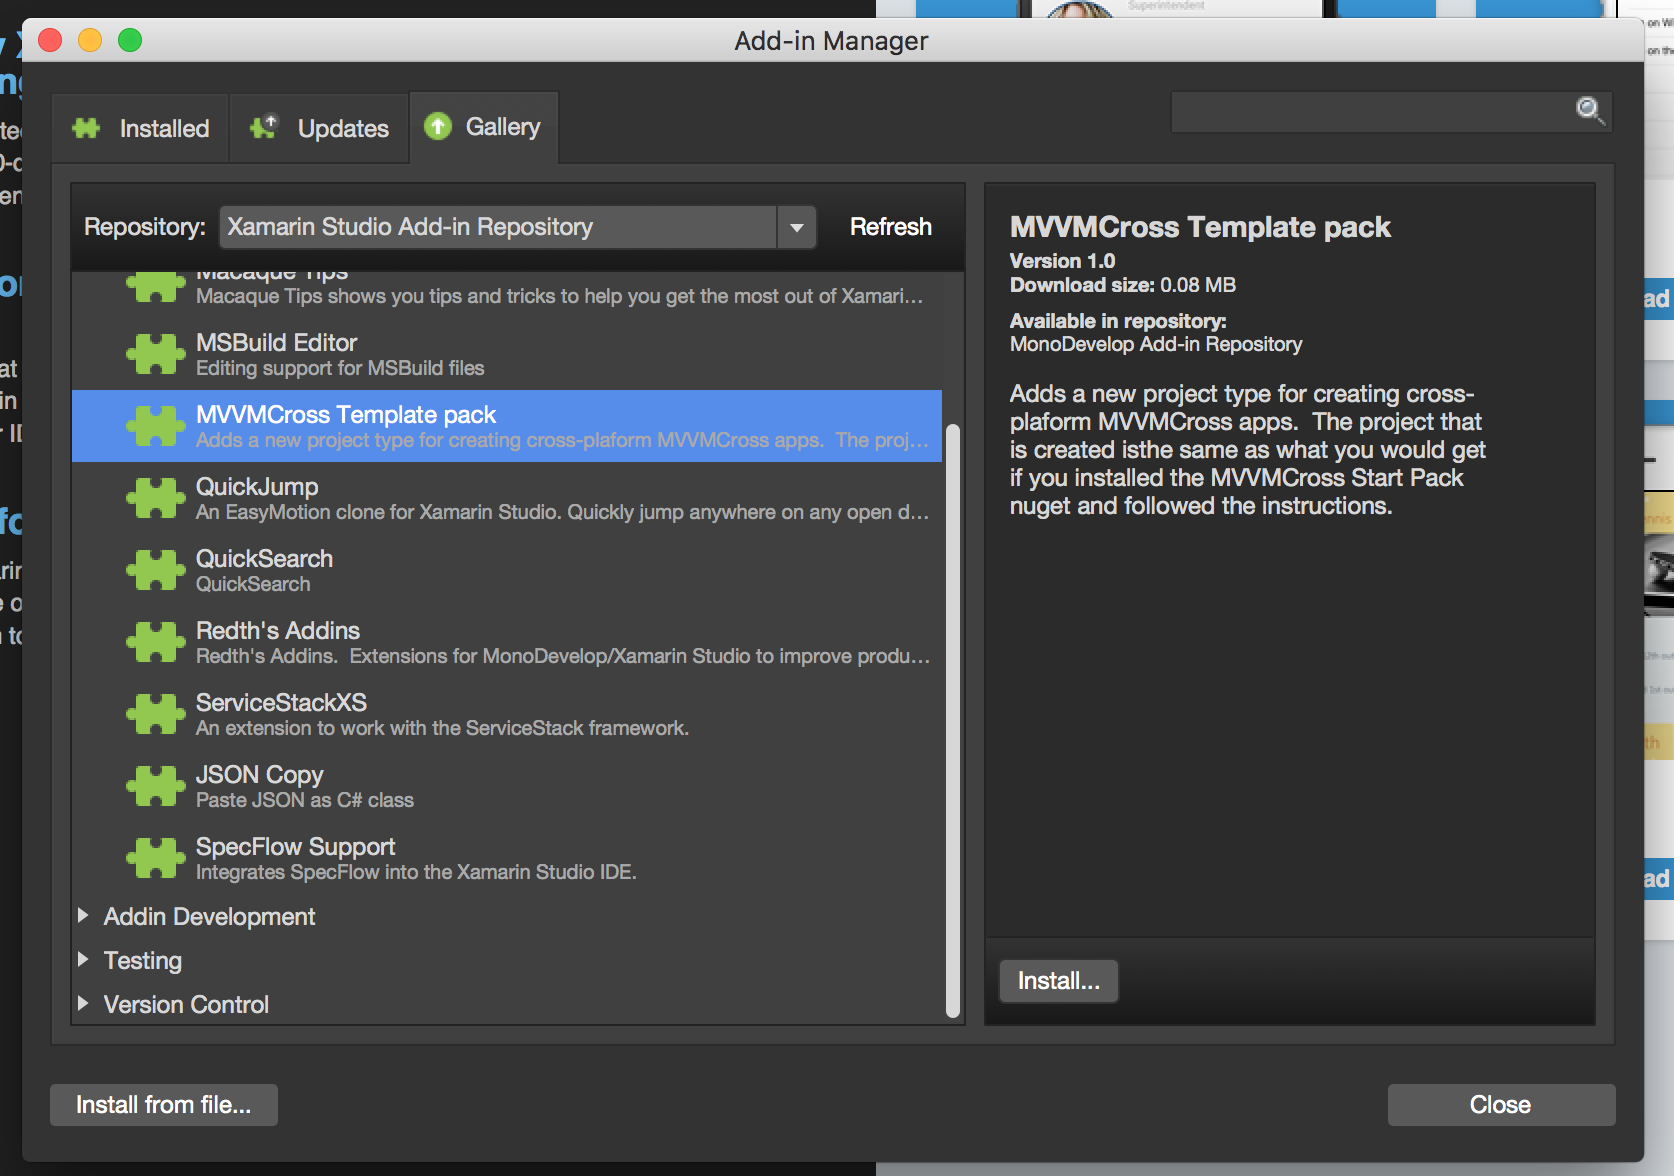 Superintendent
Add-in Manager
Installed
Updates
Gallery
Repository:
Xamarin Studio Add-in Repository
Refresh
Macaque Tips
Macaque Tips shows you tips and tricks to help you get the most out of Xamari...
MSBuild Editor
Editing support for MSBuild files
MVVMCross Template pack
Adds a new project type for creating cross-plaform MVVMCross apps.  The proj...
QuickJump
An EasyMotion clone for Xamarin Studio. Quickly jump anywhere on any open d...
QuickSearch
QuickSearch
Redth's Addins
Redth's Addins.  Extensions for MonoDevelop/Xamarin Studio to improve produ...
ServiceStackXS
An extension to work with the ServiceStack framework.
JSON Copy
Paste JSON as C# class
SpecFlow Support
Integrates SpecFlow into the Xamarin Studio IDE.
Addin Development
Testing
Version Control
MVVMCross Template pack
Version 1.0
Download size: 0.08 MB
Available in repository:
MonoDevelop Add-in Repository
Adds a new project type for creating cross-
plaform MVVMCross apps.  The project that
is created isthe same as what you would get
if you installed the MVVMCross Start Pack
nuget and followed the instructions.
Install...
Install from file...
Close